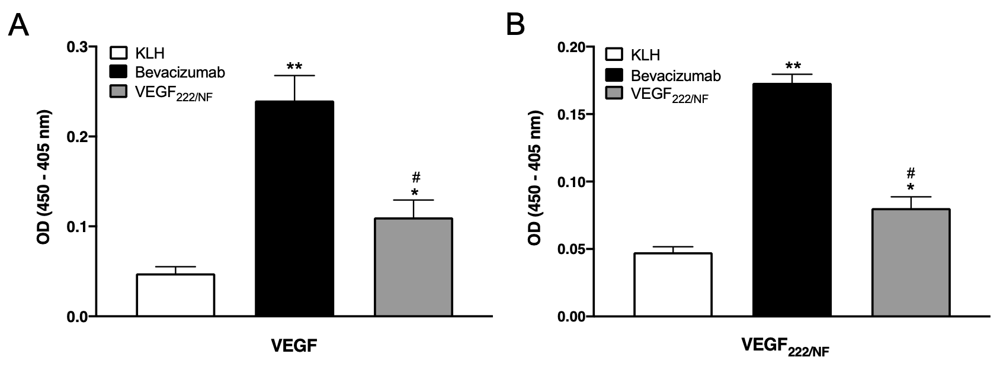 A
0.3
KLH
Bevacizumab
VEGF222/NF
**
0.2
#
*
0.1
0.0
OD (450 - 405 nm)
VEGF
B
0.20
KLH
Bevacizumab
VEGF222/NF
**
0.15
#
*
0.10
0.05
0.00
OD (450 - 405 nm)
VEGF222/NF